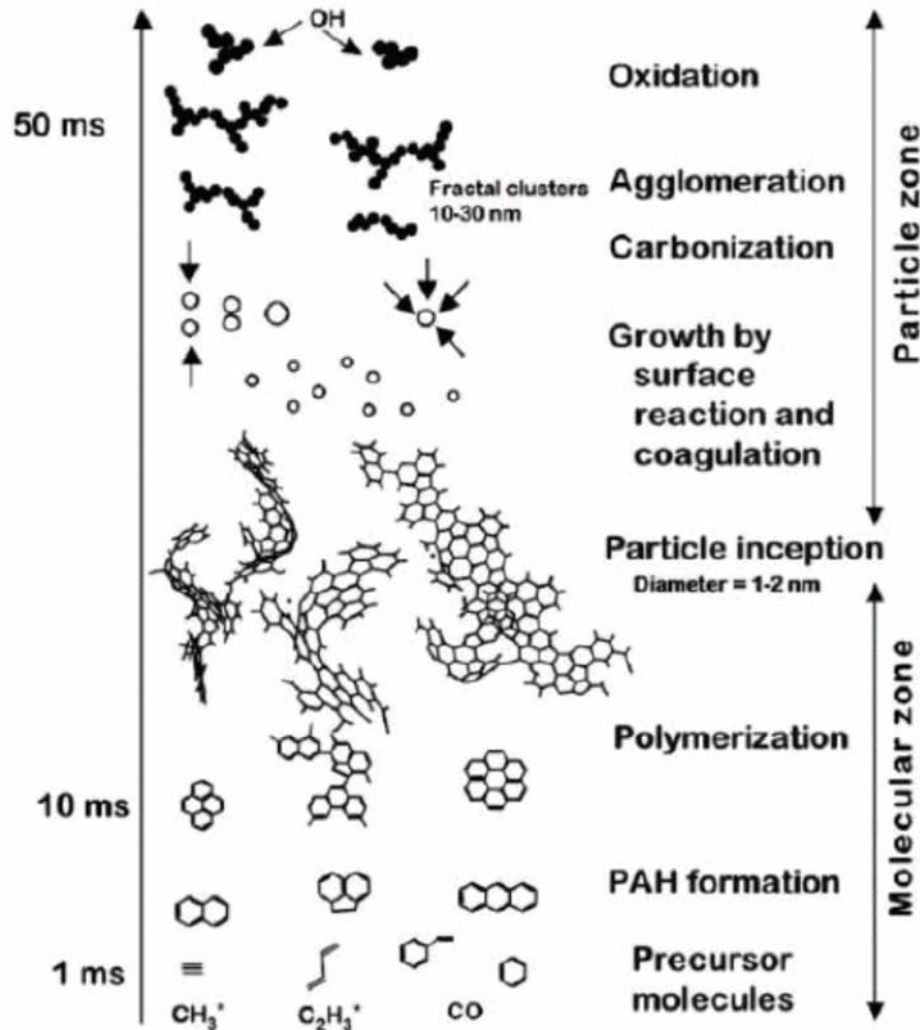 OH
Oxidation
50 ms
Fractal clusters
10-30 nm
Agglomeration
Carbonization
Growth by
surface
reaction and
coagulation
Particle zone
Particle inception
Diameter = 1-2 nm
Polymerization
10 ms
PAH formation
1 ms
Precursor
molecules
CH₃*
C₂H₃*
CO
Molecular zone